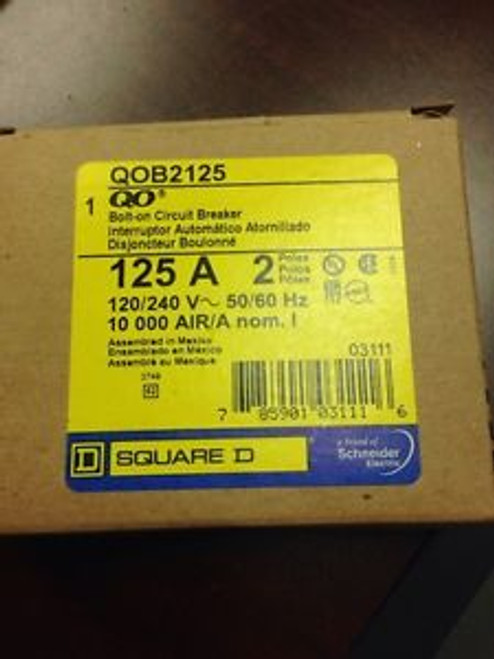 QOB2125
1 QO®
Bolt-on Circuit Breaker
Interruptor Automático Atornillado
Disjoncteur Boulonné
125 A 2 Poles
Polos
Pôles
120/240 V~ 50/60 Hz
10 000 AIR/A nom. I
Assembled in Mexico
Ensamblado en México
Assemblé au Mexique
03111
7 85901 03111 6
D SQUARE D
a brand of
Schneider
Electric